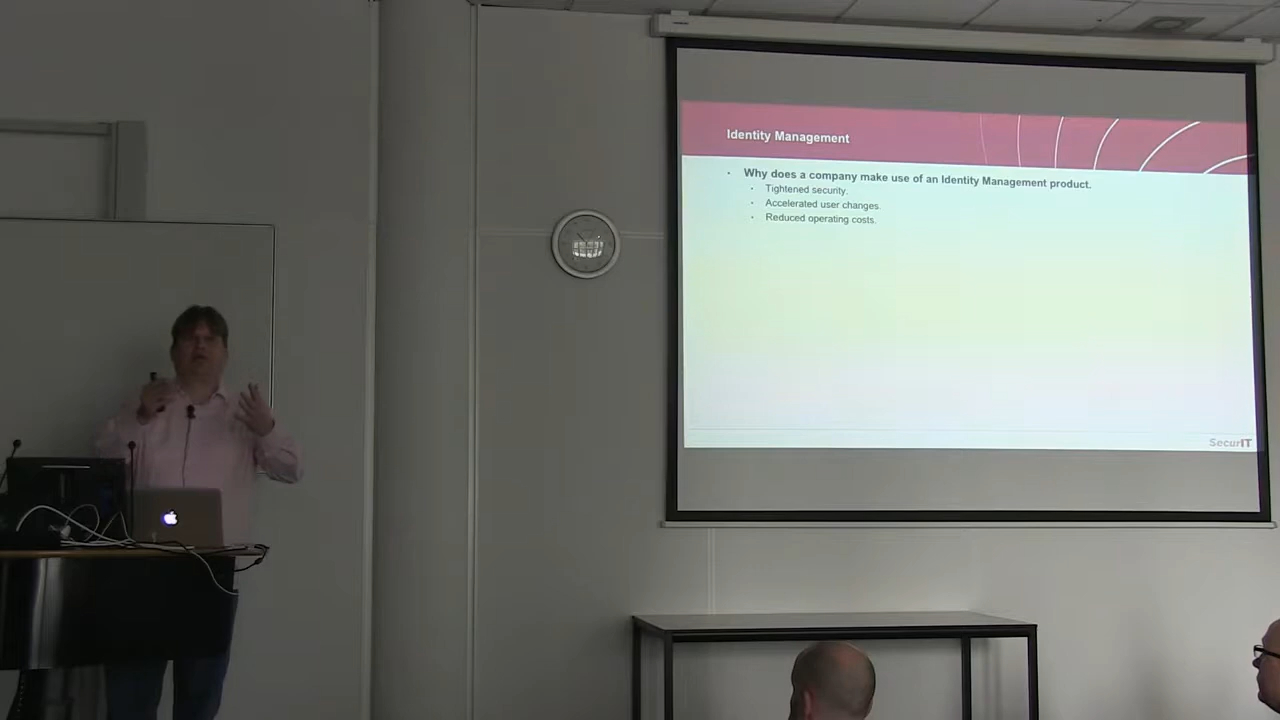 Identity Management
Why does a company make use of an Identity Management product.
Tightened security.
Accelerated user changes.
Reduced operating costs.
SecurIT